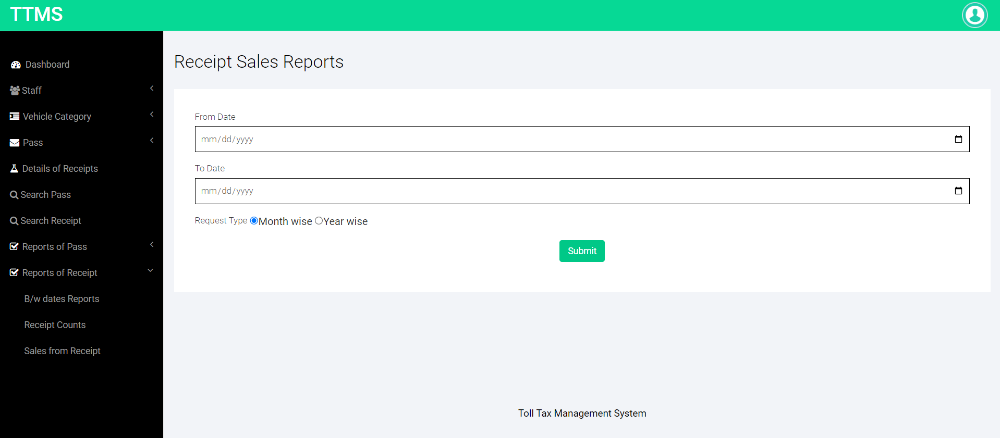 TTMS
Dashboard
Staff
Vehicle Category
Pass
Details of Receipts
Search Pass
Search Receipt
Reports of Pass
Reports of Receipt
B/w dates Reports
Receipt Counts
Sales from Receipt
Receipt Sales Reports
From Date
mm/dd/yyyy
To Date
mm/dd/yyyy
Request Type Month wise Year wise
Submit
Toll Tax Management System